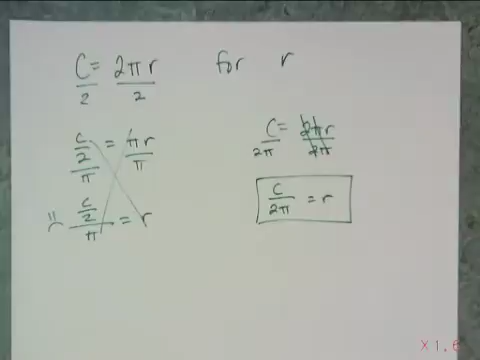 C = 2πr for r
2 2
C/2 = πr
π π
:( C/2 = r
π
C = 2πr
2π 2π
C/2π = r
×1.6